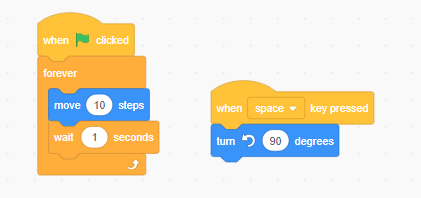 when clicked
forever
move 10 steps
wait 1 seconds
when space key pressed
turn 90 degrees